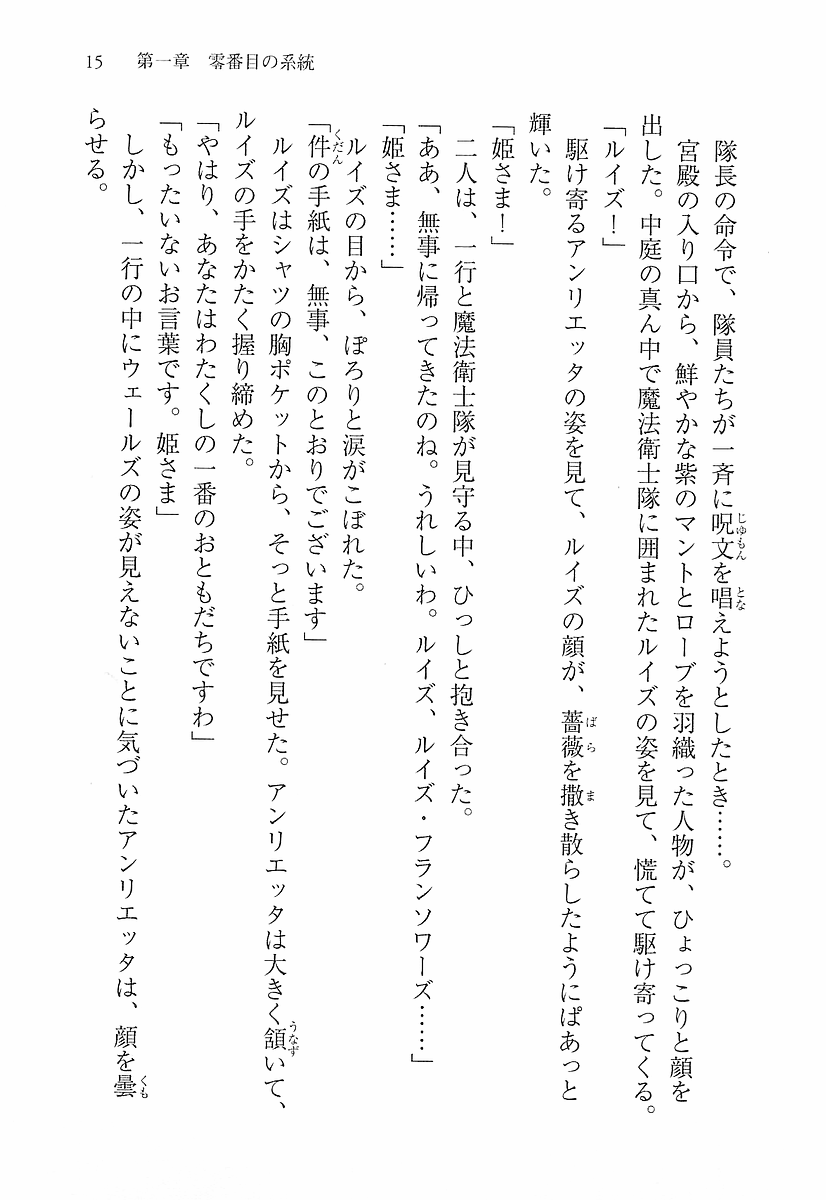 15　第一章　零番目の系統
隊長の命令で、隊員たちが一斉に呪文を唱えようとしたとき……。
宮殿の入り口から、鮮やかな紫のマントとローブを羽織った人物が、ひょっこりと顔を
出した。中庭の真ん中で魔法衛士隊に囲まれたルイズの姿を見て、慌てて駆け寄ってくる。
「ルイズ！」
駆け寄るアンリエッタの姿を見て、ルイズの顔が、薔薇を撒き散らしたようにぱあっと
輝いた。
「姫さま！」
二人は、一行と魔法衛士隊が見守る中、ひっしと抱き合った。
「ああ、無事に帰ってきたのね。うれしいわ。ルイズ、ルイズ・フランソワーズ……」
「姫さま……」
ルイズの目から、ぽろりと涙がこぼれた。
「件の手紙は、無事、このとおりでございます」
ルイズはシャツの胸ポケットから、そっと手紙を見せた。アンリエッタは大きく頷いて、
ルイズの手をかたく握り締めた。
「やはり、あなたはわたくしの一番のおともだちですわ」
「もったいないお言葉です。姫さま」
しかし、一行の中にウェールズの姿が見えないことに気づいたアンリエッタは、顔を曇
らせる。